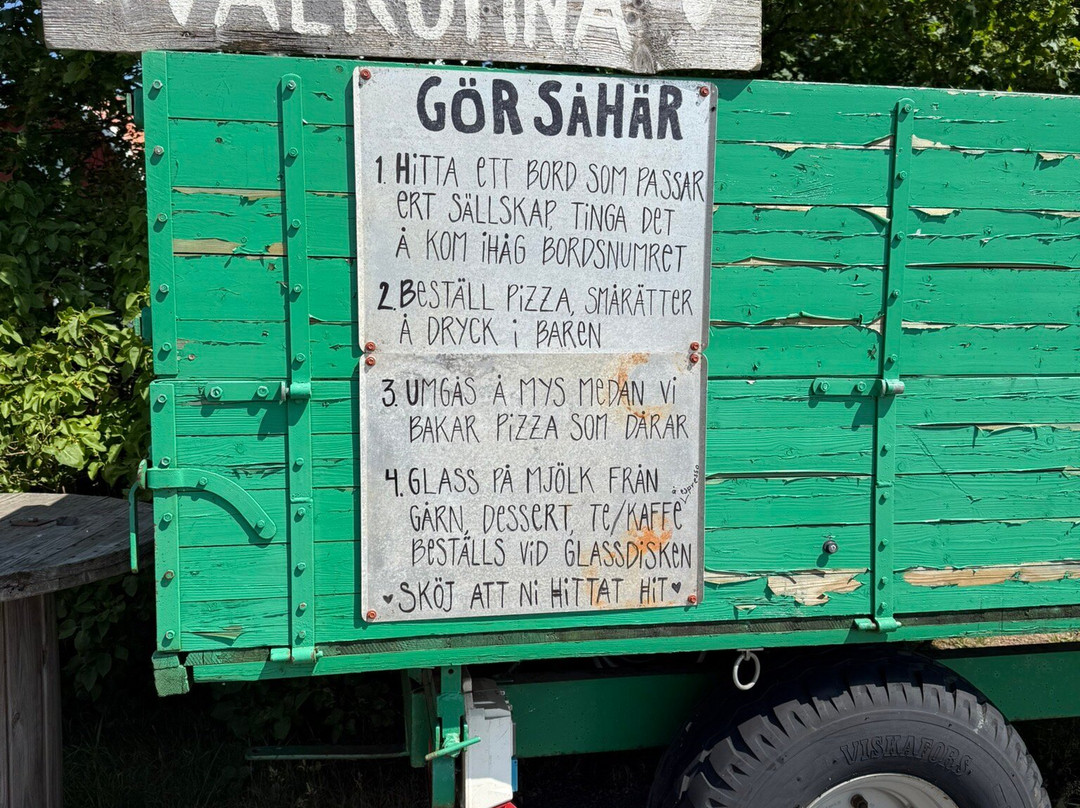 VÄLKOMNA
GÖR SÅHÄR
1. HITTA ETT BORD SOM PASSAR
ERT SÄLLSKAP, TINGA DET
Å KOM IHÅG BORDSNUMRET
2. BESTÄLL PIZZA, SMÅRÄTTER
Å DRYCK I BAREN
3. UMGÅS Å MYS MEDAN VI
BAKAR PIZZA SOM DÅRAR
4. GLASS PÅ MJÖLK FRÅN
GÅRN, DESSERT, TE/KAFFE
BESTÄLLS VID GLASSDISKEN
♥ SKÖJ ATT NI HITTAT HIT ♥
VISKAFORS